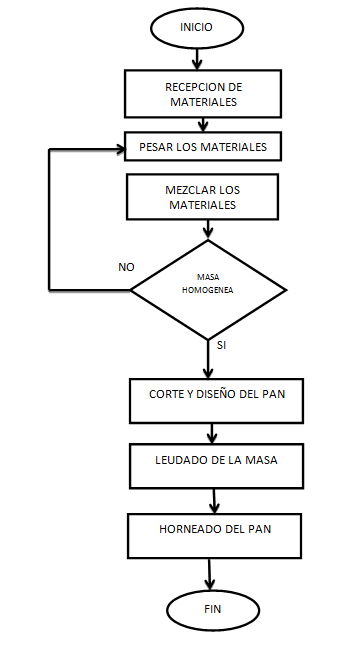 INICIO
RECEPCION DE
MATERIALES
PESAR LOS MATERIALES
MEZCLAR LOS
MATERIALES
MASA
HOMOGENEA
NO
SI
CORTE Y DISEÑO DEL PAN
LEUDADO DE LA MASA
HORNEADO DEL PAN
FIN